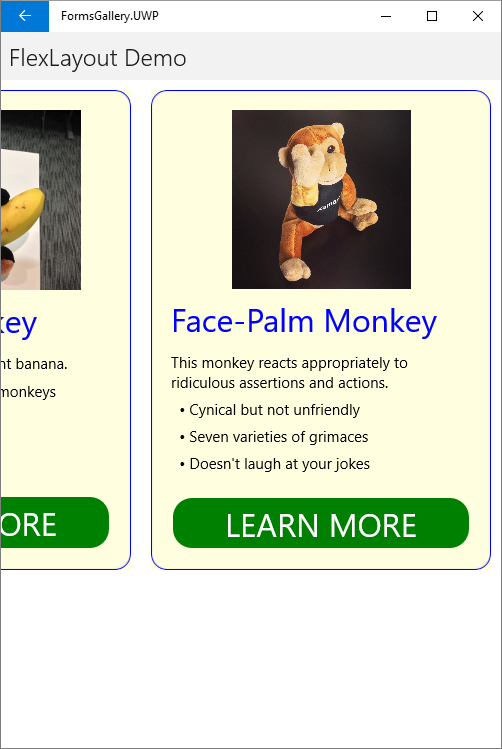 FormsGallery.UWP
FlexLayout Demo
key
nt banana.
monkeys
ORE
Face-Palm Monkey
This monkey reacts appropriately to
ridiculous assertions and actions.
• Cynical but not unfriendly
• Seven varieties of grimaces
• Doesn't laugh at your jokes
LEARN MORE